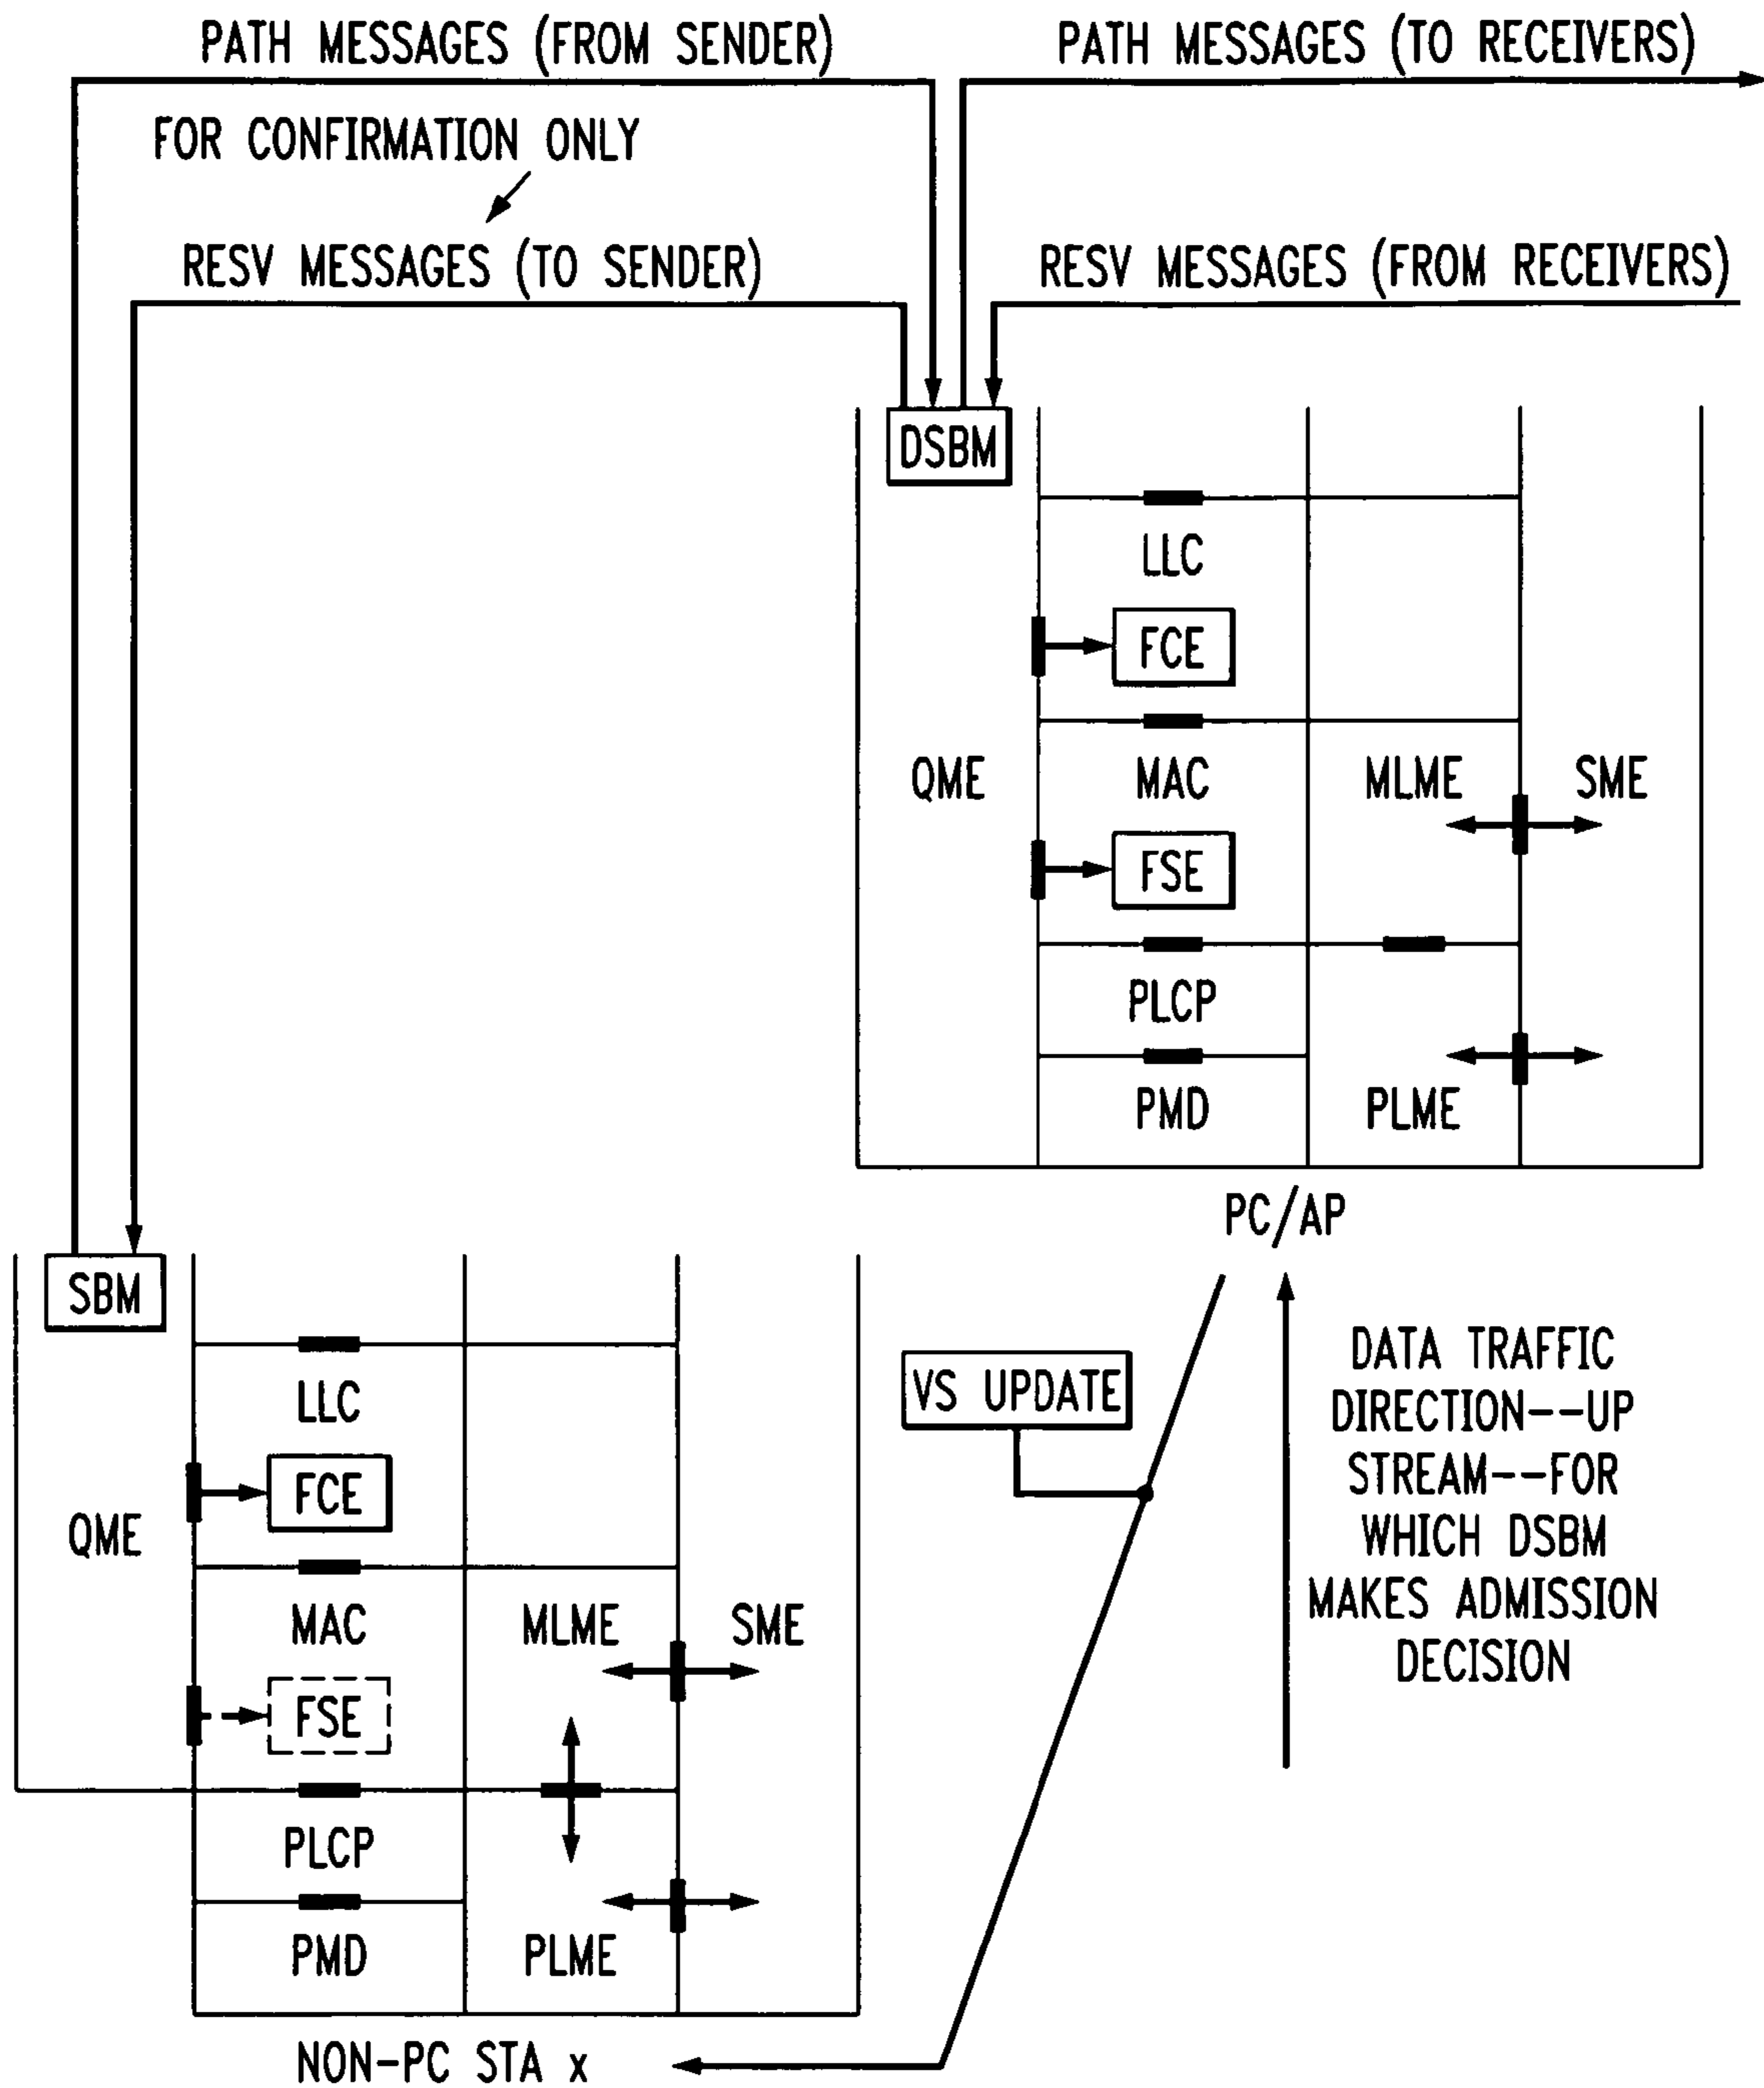 PATH MESSAGES (FROM SENDER)
PATH MESSAGES (TO RECEIVERS)
FOR CONFIRMATION ONLY
RESV MESSAGES (TO SENDER)
RESV MESSAGES (FROM RECEIVERS)
DSBM
LLC
FCE
QME
MAC
MLME
SME
FSE
PLCP
PMD
PLME
PC/AP
SBM
LLC
FCE
QME
MAC
MLME
SME
FSE
PLCP
PMD
PLME
NON-PC STA x
VS UPDATE
DATA TRAFFIC
DIRECTION--UP
STREAM--FOR
WHICH DSBM
MAKES ADMISSION
DECISION